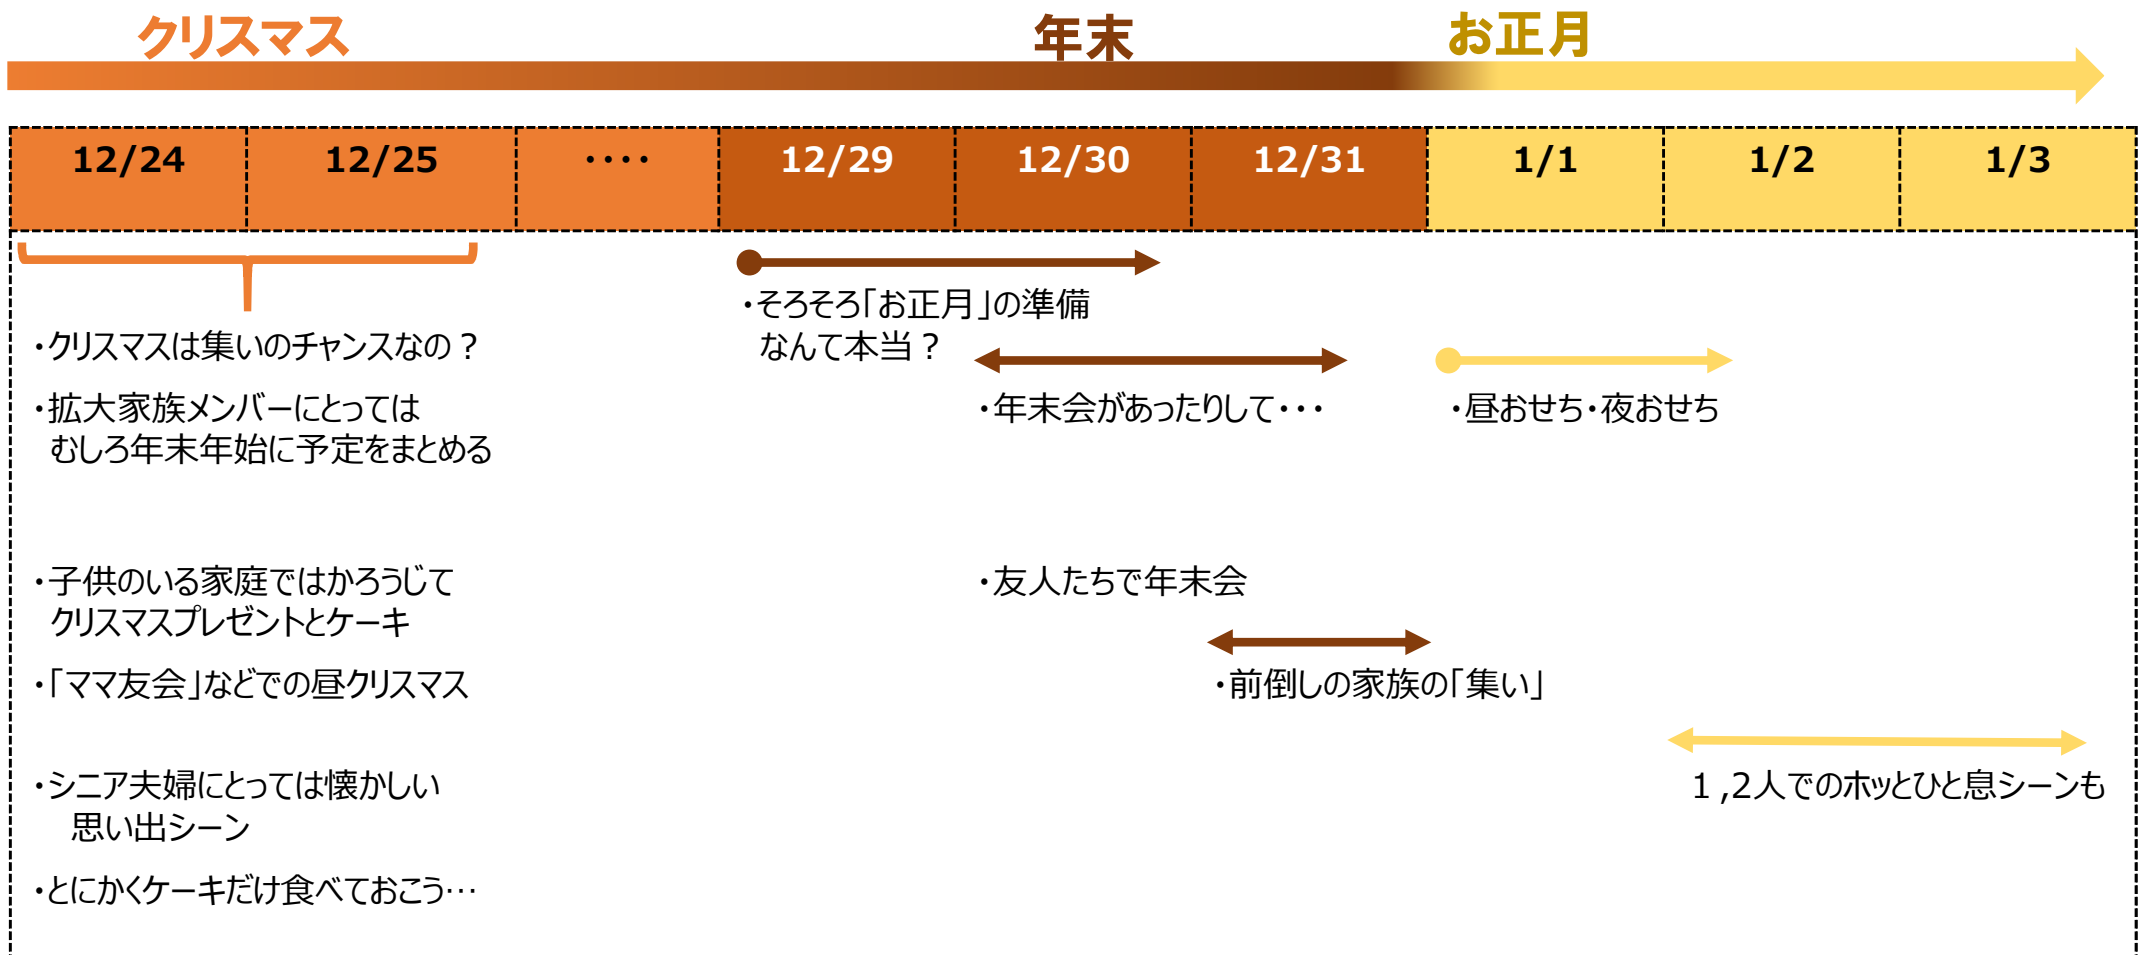 クリスマス
年末
お正月
12/24
12/25
････
12/29
12/30
12/31
1/1
1/2
1/3
・クリスマスは集いのチャンスなの？
・拡大家族メンバーにとっては
むしろ年末年始に予定をまとめる
・子供のいる家庭ではかろうじて
クリスマスプレゼントとケーキ
・「ママ友会」などでの昼クリスマス
・シニア夫婦にとっては懐かしい
思い出シーン
・とにかくケーキだけ食べておこう…
・そろそろ「お正月」の準備
なんて本当？
・年末会があったりして・・・
・友人たちで年末会
・前倒しの家族の「集い」
・昼おせち・夜おせち
１,2人でのホッとひと息シーンも